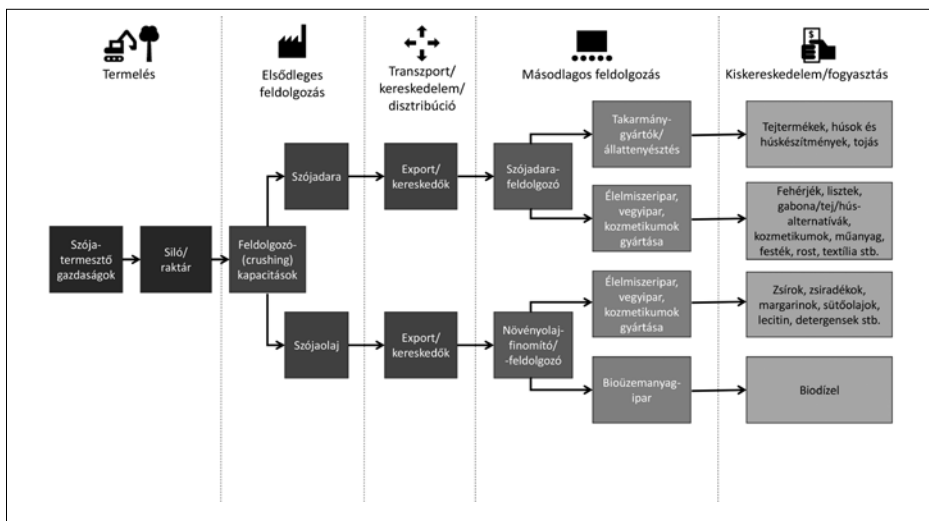 Termelés
Elsődleges
feldolgozás
Transzport/
kereskedelem/
disztribúció
Másodlagos feldolgozás
Kiskereskedelem/fogyasztás
Szója-
termesztő
gazdaságok
Siló/
raktár
Feldolgozó-
(crushing)
kapacitások
Szójadara
Export/
kereskedők
Szójadara-
feldolgozó
Takarmány-
gyártók/
állattenyésztés
Tejtermékek, húsok és
húskészítmények, tojás
Élelmiszeripar,
vegyipar,
kozmetikumok
gyártása
Fehérjék, lisztek,
gabona/tej/hús-
alternatívák,
kozmetikumok, műanyag,
festék, rost, textília stb.
Szójaolaj
Export/
kereskedők
Növényolaj-
finomító/
-feldolgozó
Élelmiszeripar,
vegyipar,
kozmetikumok
gyártása
Zsírok, zsiradékok,
margarinok, sütőolajok,
lecitin, detergensek stb.
Bioüzemanyag-
ipar
Biodízel